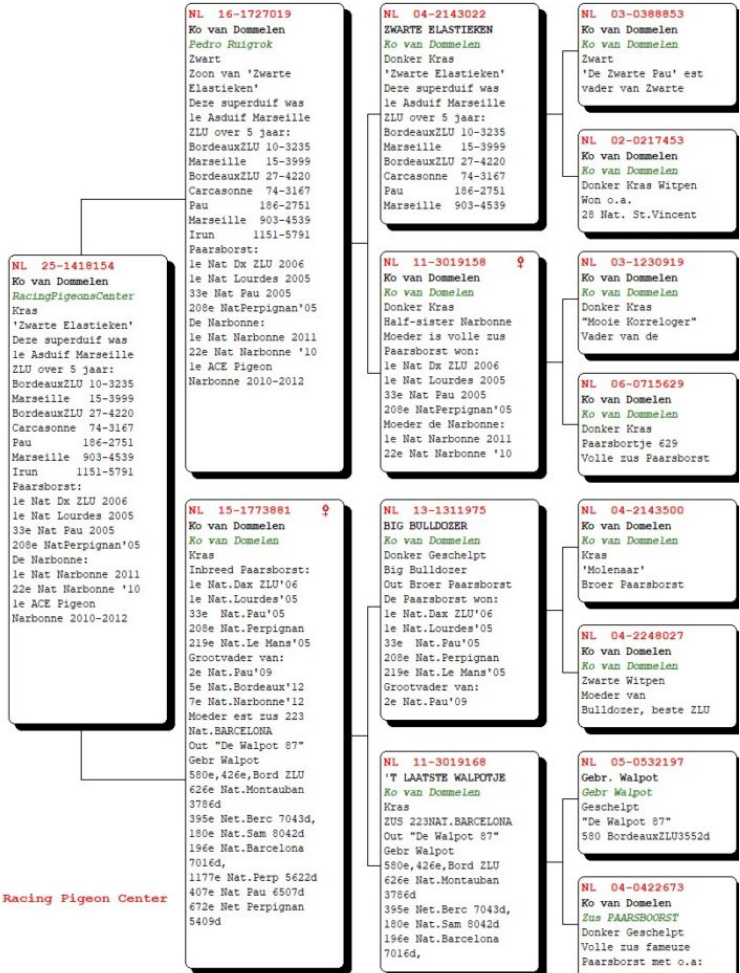 NL 25-1418154
Ko van Dommelen
RacingPigeonsCenter
Kras
'Zwarte Elastieken'
Deze superduif was
1e Asduif Marseille
ZLU over 5 jaar:
BordeauxZLU 10-3235
Marseille 15-3999
BordeauxZLU 27-4220
Carcasonne 74-3167
Pau 186-2751
Marseille 903-4539
Irun 1151-5791
Paarsborst:
1e Nat Dx ZLU 2006
1e Nat Lourdes 2005
33e Nat Pau 2005
208e NatPerpignan'05
De Narbonne:
1e Nat Narbonne 2011
22e Nat Narbonne '10
1e ACE Pigeon
Narbonne 2010-2012
NL 16-1727019
Ko van Dommelen
Pedro Ruigrok
Zwart
Zoon van 'Zwarte
Elastieken'
Deze superduif was
1e Asduif Marseille
ZLU over 5 jaar:
BordeauxZLU 10-3235
Marseille 15-3999
BordeauxZLU 27-4220
Carcasonne 74-3167
Pau 186-2751
Marseille 903-4539
Irun 1151-5791
Paarsborst:
1e Nat Dx ZLU 2006
1e Nat Lourdes 2005
33e Nat Pau 2005
208e NatPerpignan'05
De Narbonne:
1e Nat Narbonne 2011
22e Nat Narbonne '10
1e ACE Pigeon
Narbonne 2010-2012
NL 15-1773881 ♀
Ko van Dommelen
Ko van Domelen
Kras
Inbreed Paarsborst:
1e Nat.Dax ZLU'06
1e Nat.Lourdes'05
33e Nat.Pau'05
208e Nat.Perpignan
219e Nat.Le Mans'05
Grootvader van:
2e Nat.Pau'09
5e Nat.Bordeaux'12
7e Nat.Narbonne'12
Moeder est zus 223
Nat.BARCELONA
Out "De Walpot 87"
Gebr Walpot
580e,426e,Bord ZLU
626e Nat.Montauban
3786d
395e Net.Berc 7043d,
180e Nat.Sam 8042d
196e Nat.Barcelona
7016d,
1177e Nat.Perp 5622d
407e Nat Pau 6507d
672e Net Perpignan
5409d
NL 04-2143022
ZWARTE ELASTIEKEN
Ko van Dommelen
Donker Kras
'Zwarte Elastieken'
Deze superduif was
1e Asduif Marseille
ZLU over 5 jaar:
BordeauxZLU 10-3235
Marseille 15-3999
BordeauxZLU 27-4220
Carcasonne 74-3167
Pau 186-2751
Marseille 903-4539
NL 11-3019158 ♀
Ko van Dommelen
Ko van Domelen
Donker Kras
Half-sister Narbonne
Moeder is volle zus
Paarsborst won:
1e Nat Dx ZLU 2006
1e Nat Lourdes 2005
33e Nat Pau 2005
208e NatPerpignan'05
Moeder de Narbonne:
1e Nat Narbonne 2011
22e Nat Narbonne '10
NL 13-1311975
BIG BULLDOZER
Ko van Dommelen
Donker Geschelpt
Big Bulldozer
Out Broer Paarsborst
De Paarsborst won:
1e Nat.Dax ZLU'06
1e Nat.Lourdes'05
33e Nat.Pau'05
208e Nat.Perpignan
219e Nat.Le Mans'05
Grootvader van:
2e Nat.Pau'09
NL 11-3019168
'T LAATSTE WALPOTJE
Ko van Dommelen
Kras
ZUS 223NAT.BARCELONA
Out "De Walpot 87"
Gebr Walpot
580e,426e,Bord ZLU
626e Nat.Montauban
3786d
395e Net.Berc 7043d,
180e Nat.Sam 8042d
196e Nat.Barcelona
7016d,
NL 03-0388853
Ko van Dommelen
Ko van Dommelen
Zwart
'De Zwarte Pau' est
vader van Zwarte
NL 02-0217453
Ko van Dommelen
Ko van Dommelen
Donker Kras Witpen
Won o.a.
28 Nat. St.Vincent
NL 03-1230919
Ko van Dommelen
Ko van Dommelen
Donker Kras
"Mooie Korreloger"
Vader van de
NL 06-0715629
Ko van Domelen
Ko van Dommelen
Donker Kras
Paarsbortje 629
Volle zus Paarsborst
NL 04-2143500
Ko van Domelen
Ko van Dommelen
Kras
'Molenaar'
Broer Paarsborst
NL 04-2248027
Ko van Dommelen
Ko van Dommelen
Zwarte Witpen
Moeder van
Bulldozer, beste ZLU
NL 05-0532197
Gebr. Walpot
Gebr Walpot
Geschelpt
"De Walpot 87"
580 BordeauxZLU3552d
NL 04-0422673
Ko van Dommelen
Zus PAARSBOORST
Donker Geschelpt
Volle zus fameuze
Paarsborst met o.a:
Racing Pigeon Center